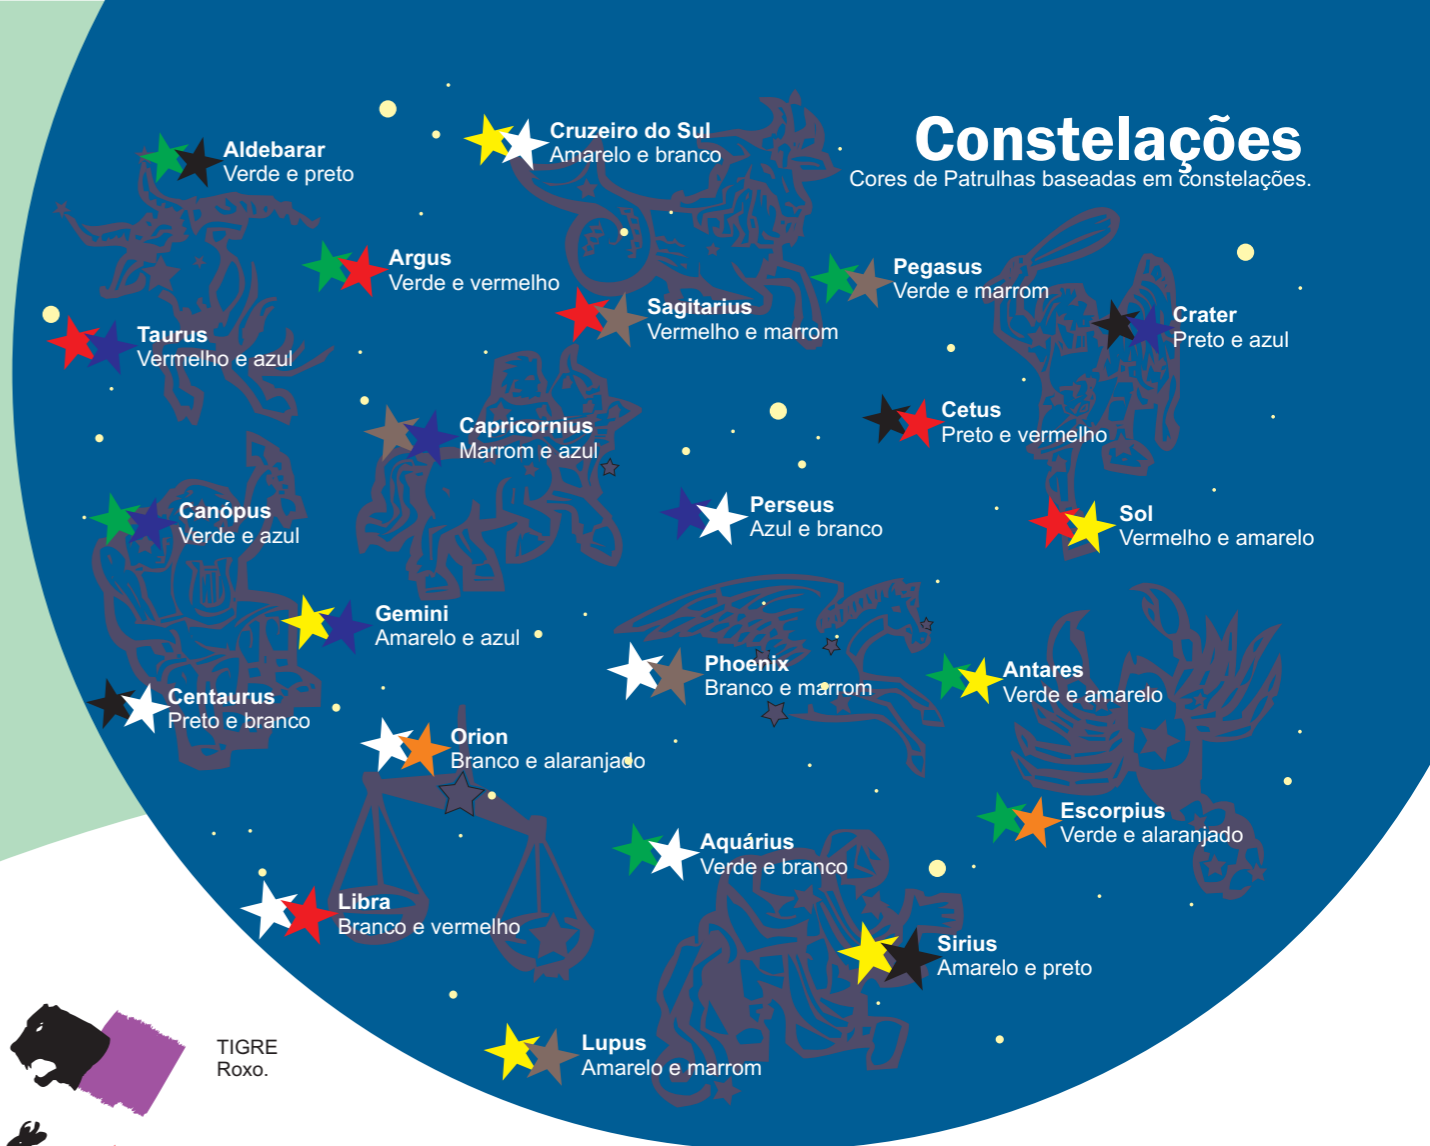 Constelações
Cores de Patrulhas baseadas em constelações.
Cruzeiro do Sul
Amarelo e branco
Aldebarar
Verde e preto
Argus
Verde e vermelho
Pegasus
Verde e marrom
Sagitarius
Vermelho e marrom
Crater
Preto e azul
Taurus
Vermelho e azul
Cetus
Preto e vermelho
Capricornius
Marrom e azul
Perseus
Azul e branco
Sol
Vermelho e amarelo
Canópus
Verde e azul
Gemini
Amarelo e azul
Phoenix
Branco e marrom
Antares
Verde e amarelo
Centaurus
Preto e branco
Orion
Branco e alaranjado
Escorpius
Verde e alaranjado
Aquárius
Verde e branco
Libra
Branco e vermelho
Sirius
Amarelo e preto
Lupus
Amarelo e marrom
TIGRE
Roxo.